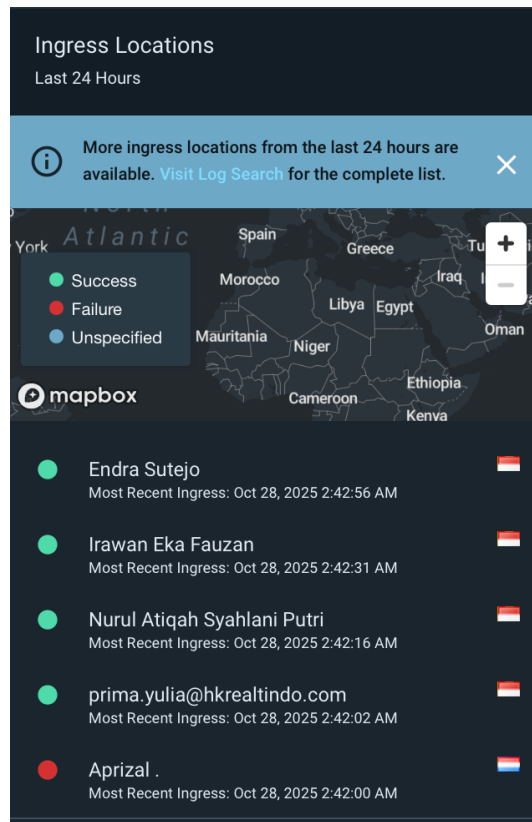 Ingress Locations
Last 24 Hours
More ingress locations from the last 24 hours are
available. Visit Log Search for the complete list.
North
York Atlantic
Spain
Greece
Tu
Success
Morocco
Iraq
Failure
Libya Egypt
Unspecified
Mauritania
Niger
Oman
mapbox
Cameroon
Ethiopia
Kenya
Endra Sutejo
Most Recent Ingress: Oct 28, 2025 2:42:56 AM
Irawan Eka Fauzan
Most Recent Ingress: Oct 28, 2025 2:42:31 AM
Nurul Atiqah Syahlani Putri
Most Recent Ingress: Oct 28, 2025 2:42:16 AM
prima.yulia@hkrealtindo.com
Most Recent Ingress: Oct 28, 2025 2:42:02 AM
Aprizal .
Most Recent Ingress: Oct 28, 2025 2:42:00 AM